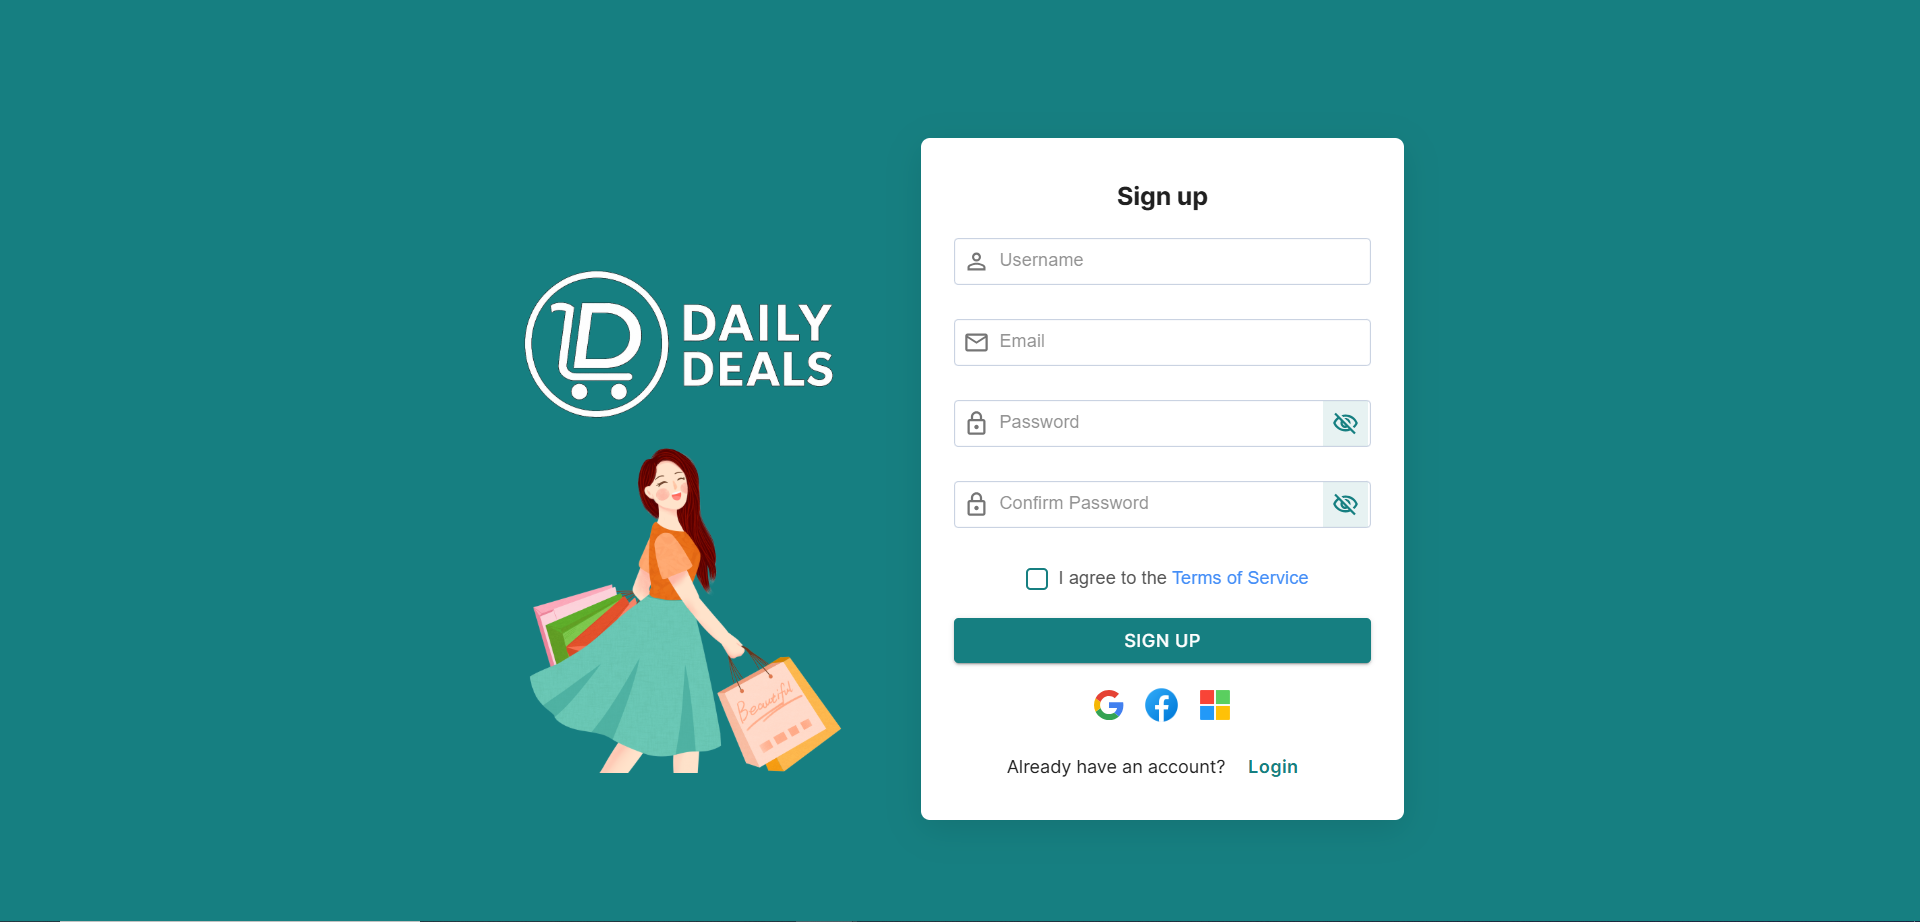 DAILY
DEALS
Beautiful
Sign up
Username
Email
Password
Confirm Password
I agree to the Terms of Service
SIGN UP
Already have an account? Login